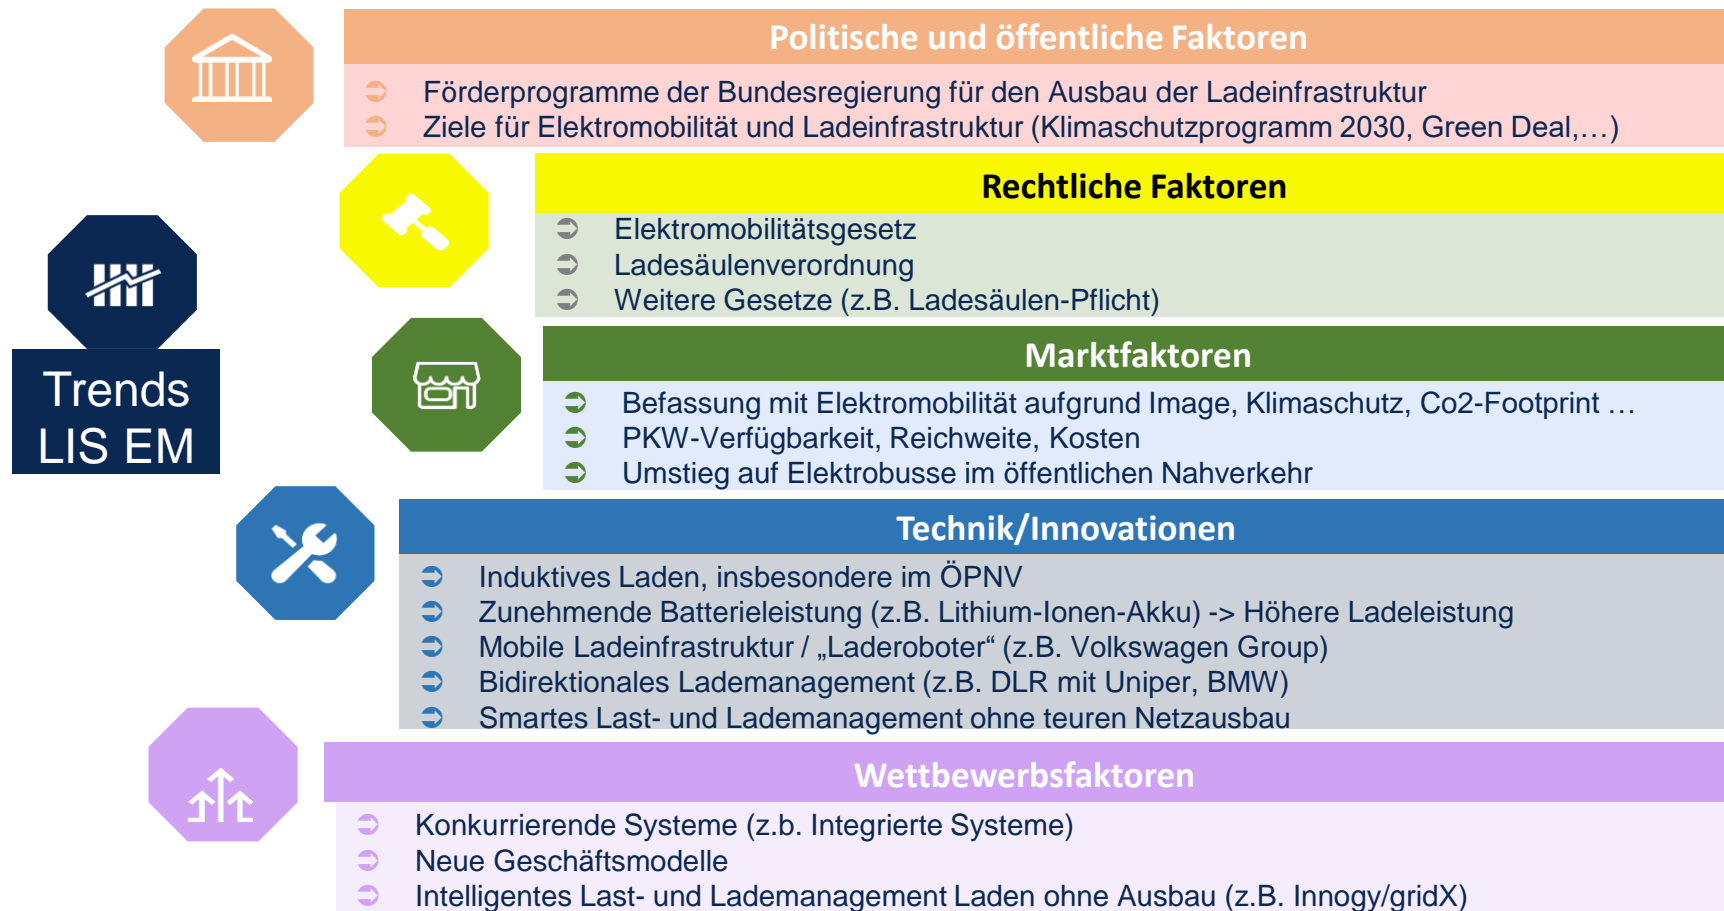 Politische und öffentliche Faktoren
Förderprogramme der Bundesregierung für den Ausbau der Ladeinfrastruktur
Ziele für Elektromobilität und Ladeinfrastruktur (Klimaschutzprogramm 2030, Green Deal,…)
Rechtliche Faktoren
Elektromobilitätsgesetz
Ladesäulenverordnung
Weitere Gesetze (z.B. Ladesäulen-Pflicht)
Trends
LIS EM
Marktfaktoren
Befassung mit Elektromobilität aufgrund Image, Klimaschutz, Co2-Footprint …
PKW-Verfügbarkeit, Reichweite, Kosten
Umstieg auf Elektrobusse im öffentlichen Nahverkehr
Technik/Innovationen
Induktives Laden, insbesondere im ÖPNV
Zunehmende Batterieleistung (z.B. Lithium-Ionen-Akku) -> Höhere Ladeleistung
Mobile Ladeinfrastruktur / „Laderoboter“ (z.B. Volkswagen Group)
Bidirektionales Lademanagement (z.B. DLR mit Uniper, BMW)
Smartes Last- und Lademanagement ohne teuren Netzausbau
Wettbewerbsfaktoren
Konkurrierende Systeme (z.b. Integrierte Systeme)
Neue Geschäftsmodelle
Intelligentes Last- und Lademanagement Laden ohne Ausbau (z.B. Innogy/gridX)